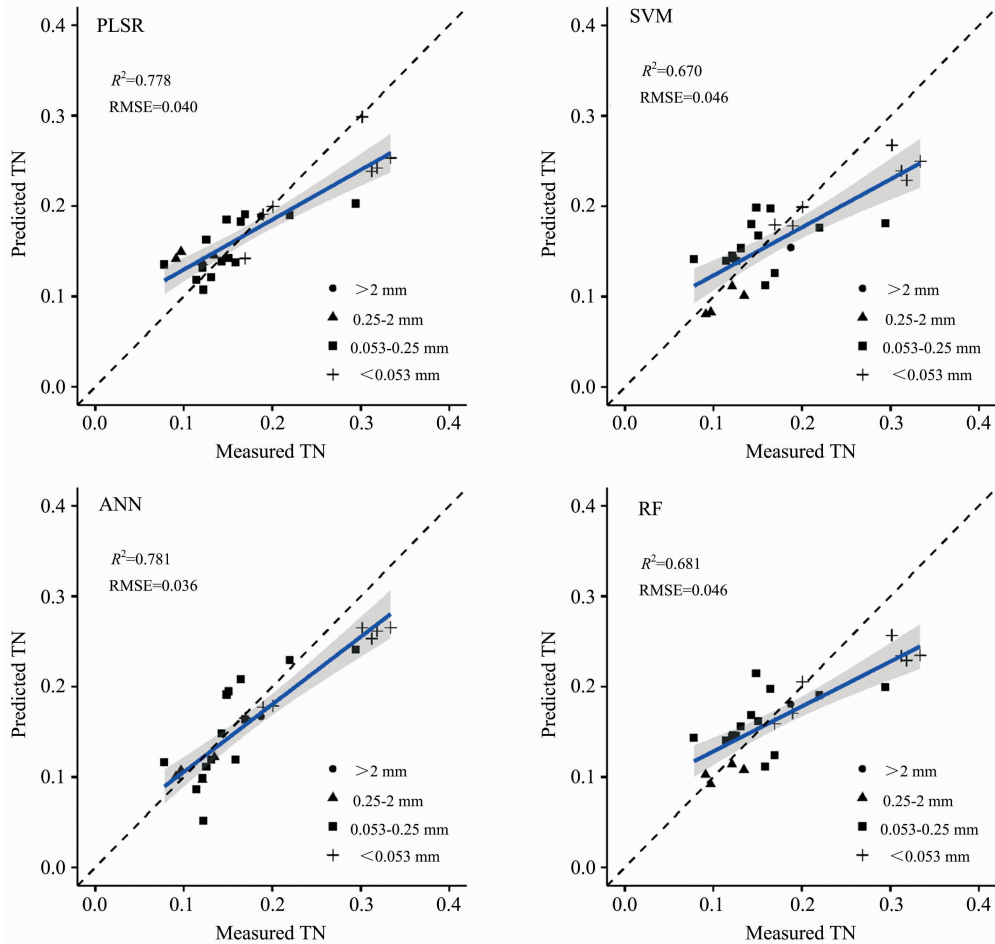 PLSR
R²=0.778
RMSE=0.040
Predicted TN
0.4
0.3
0.2
0.1
0.0
>2 mm
0.25-2 mm
0.053-0.25 mm
<0.053 mm
0.0 0.1 0.2 0.3 0.4
Measured TN
SVM
R²=0.670
RMSE=0.046
Predicted TN
0.4
0.3
0.2
0.1
0.0
>2 mm
0.25-2 mm
0.053-0.25 mm
<0.053 mm
0.0 0.1 0.2 0.3 0.4
Measured TN
ANN
R²=0.781
RMSE=0.036
Predicted TN
0.4
0.3
0.2
0.1
0.0
>2 mm
0.25-2 mm
0.053-0.25 mm
<0.053 mm
0.0 0.1 0.2 0.3 0.4
Measured TN
RF
R²=0.681
RMSE=0.046
Predicted TN
0.4
0.3
0.2
0.1
0.0
>2 mm
0.25-2 mm
0.053-0.25 mm
<0.053 mm
0.0 0.1 0.2 0.3 0.4
Measured TN